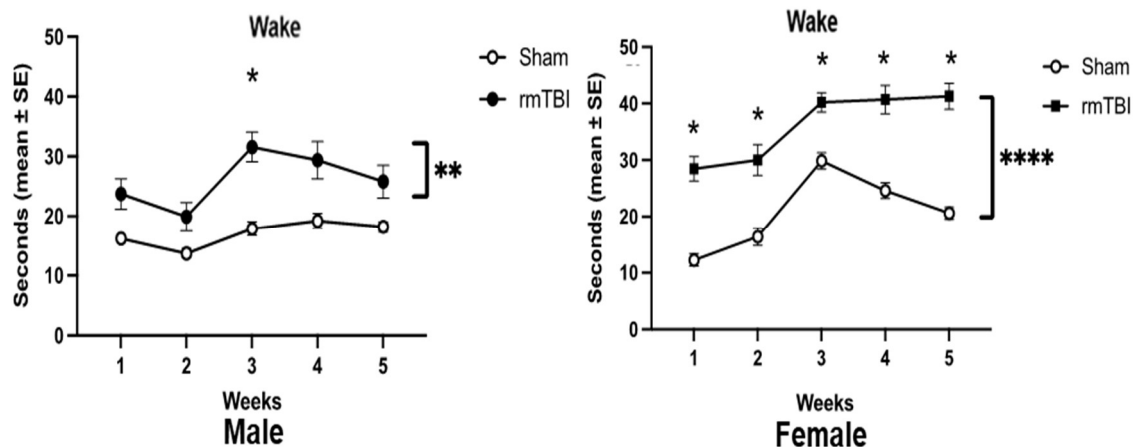 Wake
Seconds (mean ± SE)
50
40
30
20
10
0
*
Sham
rmTBI
**
1 2 3 4 5
Weeks
Male
Wake
Seconds (mean ± SE)
50
40
30
20
10
0
* * * * *
Sham
rmTBI
****
1 2 3 4 5
Weeks
Female